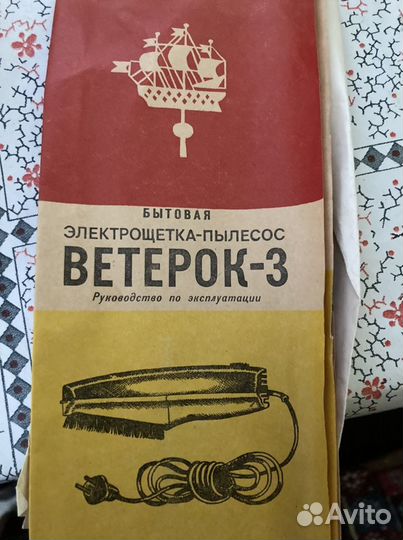 БЫТОВАЯ
ЭЛЕКТРОЩЕТКА-ПЫЛЕСОС
ВЕТЕРОК-3
Руководство по эксплуатации
Avito